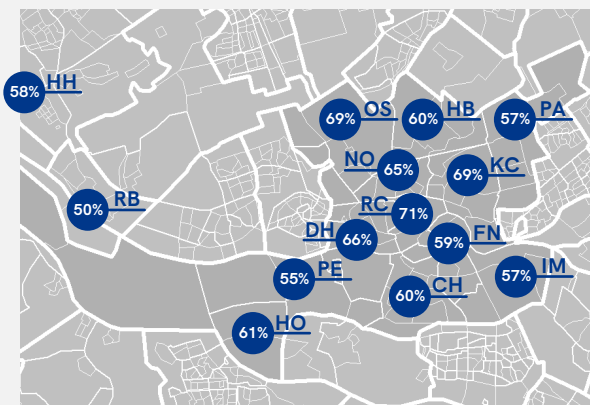 58% HH
69% OS
60% HB
57% PA
NO 65%
69% KC
50% RB
RC 71%
DH 66%
59% FN
55% PE
60% CH
57% IM
61% HO